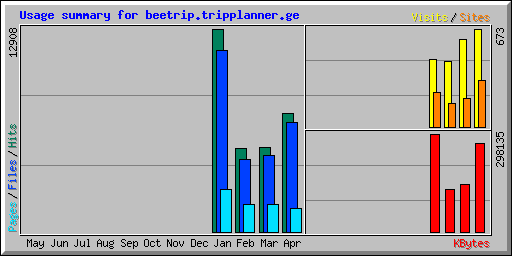 Usage summary for beetrip.tripplanner.ge
Visits / Sites
12908
673
Pages / Files / Hits
298135
May Jun Jul Aug Sep Oct Nov Dec Jan Feb Mar Apr
KBytes